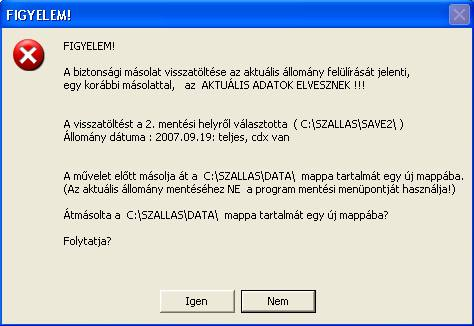 FIGYELEM!
FIGYELEM!
A biztonsági másolat visszatöltése az aktuális állomány felülírását jelenti,
egy korábbi másolattal, az AKTUÁLIS ADATOK ELVESZNEK !!!
A visszatöltést a 2. mentési helyről választotta ( C:\SZALLAS\SAVE2\ )
Állomány dátuma : 2007.09.19: teljes, cdx van
A művelet előtt másolja át a C:\SZALLAS\DATA\ mappa tartalmát egy új mappába.
(Az aktuális állomány mentéséhez NE a program mentési menüpontját használja!)
Átmásolta a C:\SZALLAS\DATA\ mappa tartalmát egy új mappába?
Folytatja?
Igen
Nem